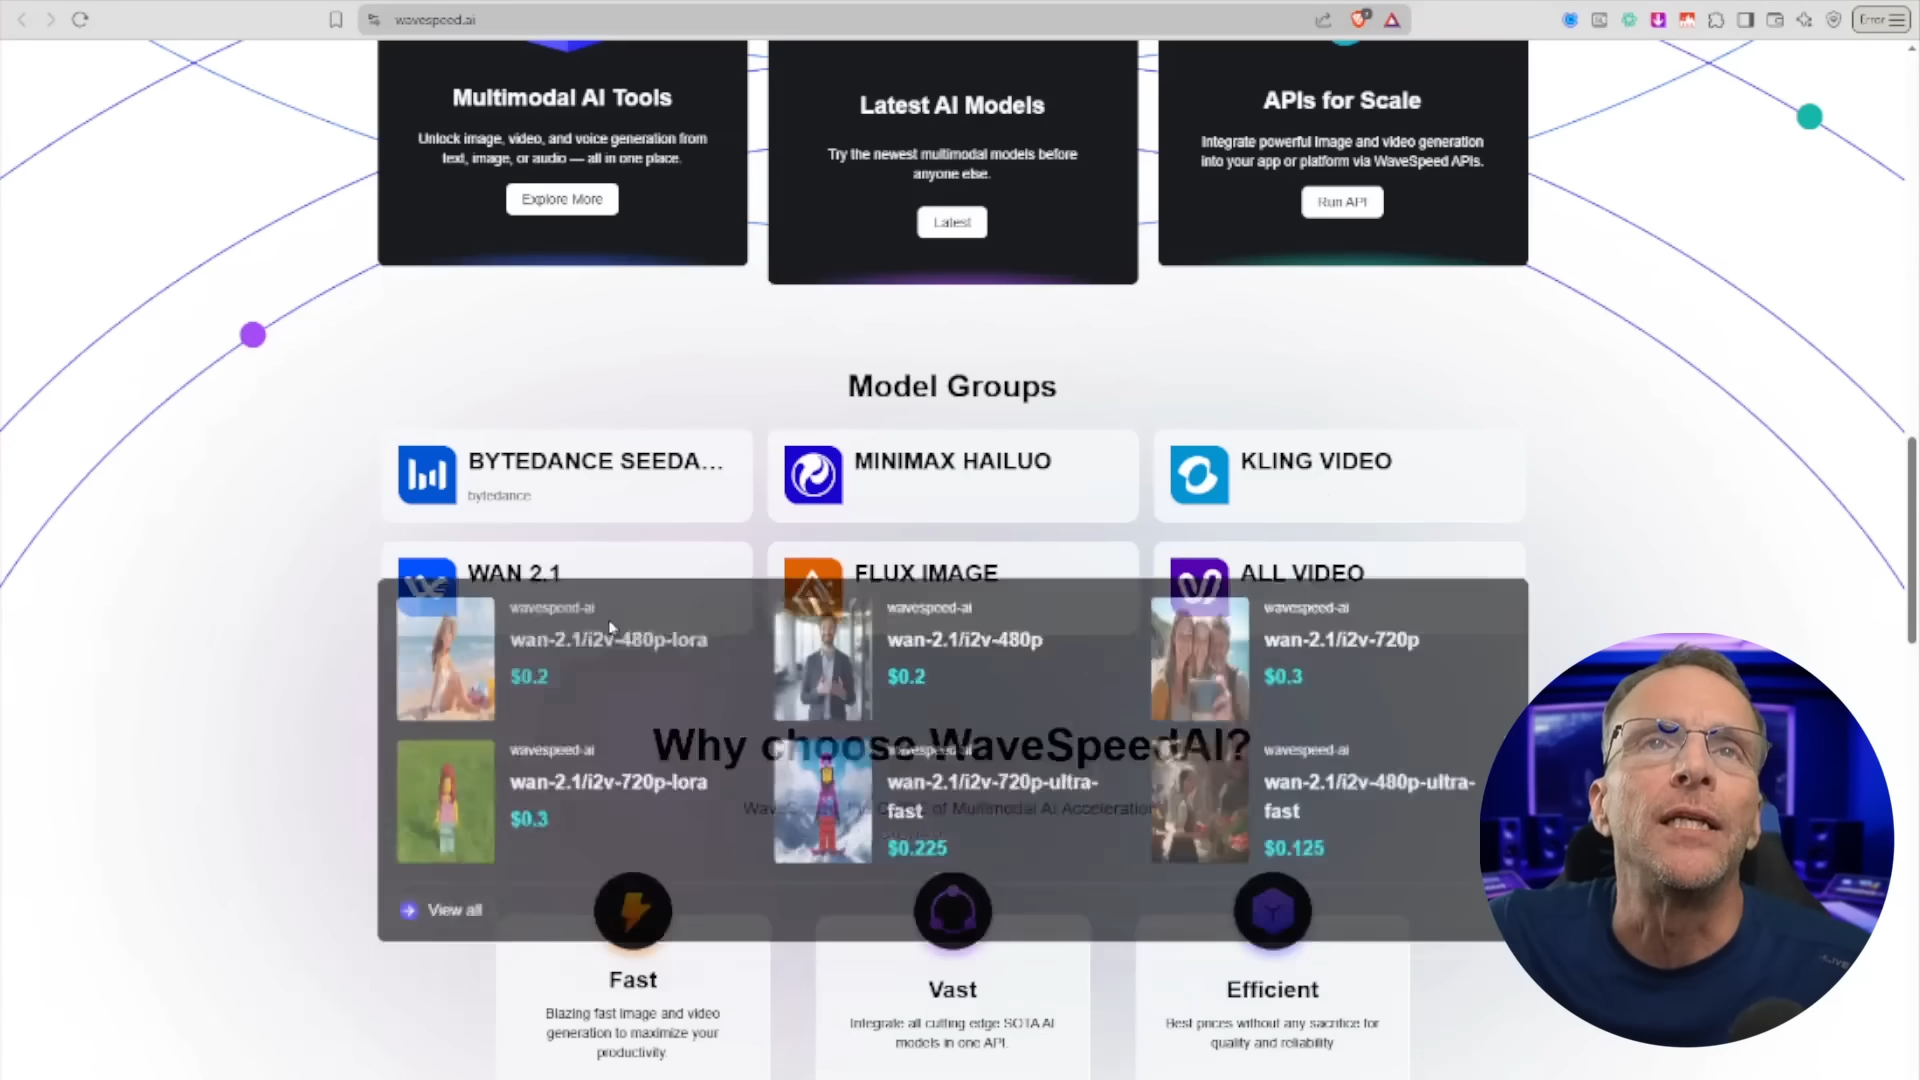 wavespeed.ai
Error
Multimodal AI Tools
Unlock image, video, and voice generation from
text, image, or audio — all in one place.
Explore More
Latest AI Models
Try the newest multimodal models before
anyone else.
Latest
APIs for Scale
Integrate powerful image and video generation
into your app or platform via WaveSpeed APIs.
Run API
Model Groups
BYTEDANCE SEEDA...
bytedance
MINIMAX HAILUO
KLING VIDEO
WAN 2.1
FLUX IMAGE
ALL VIDEO
wavespeed-ai
wan-2.1/i2v-480p-lora
$0.2
wavespeed-ai
wan-2.1/i2v-480p
$0.2
wavespeed-ai
wan-2.1/i2v-720p
$0.3
Why choose WaveSpeedAI?
wavespeed-ai
wan-2.1/i2v-720p-lora
$0.3
wavespeed-ai
wan-2.1/i2v-720p-ultra-
fast
$0.225
wavespeed-ai
wan-2.1/i2v-480p-ultra-
fast
$0.125
of Multimodal AI Acceleration
View all
Fast
Blazing fast image and video
generation to maximize your
productivity.
Vast
Integrate all cutting edge SOTA AI
models in one API.
Efficient
Best prices without any sacrifice for
quality and reliability